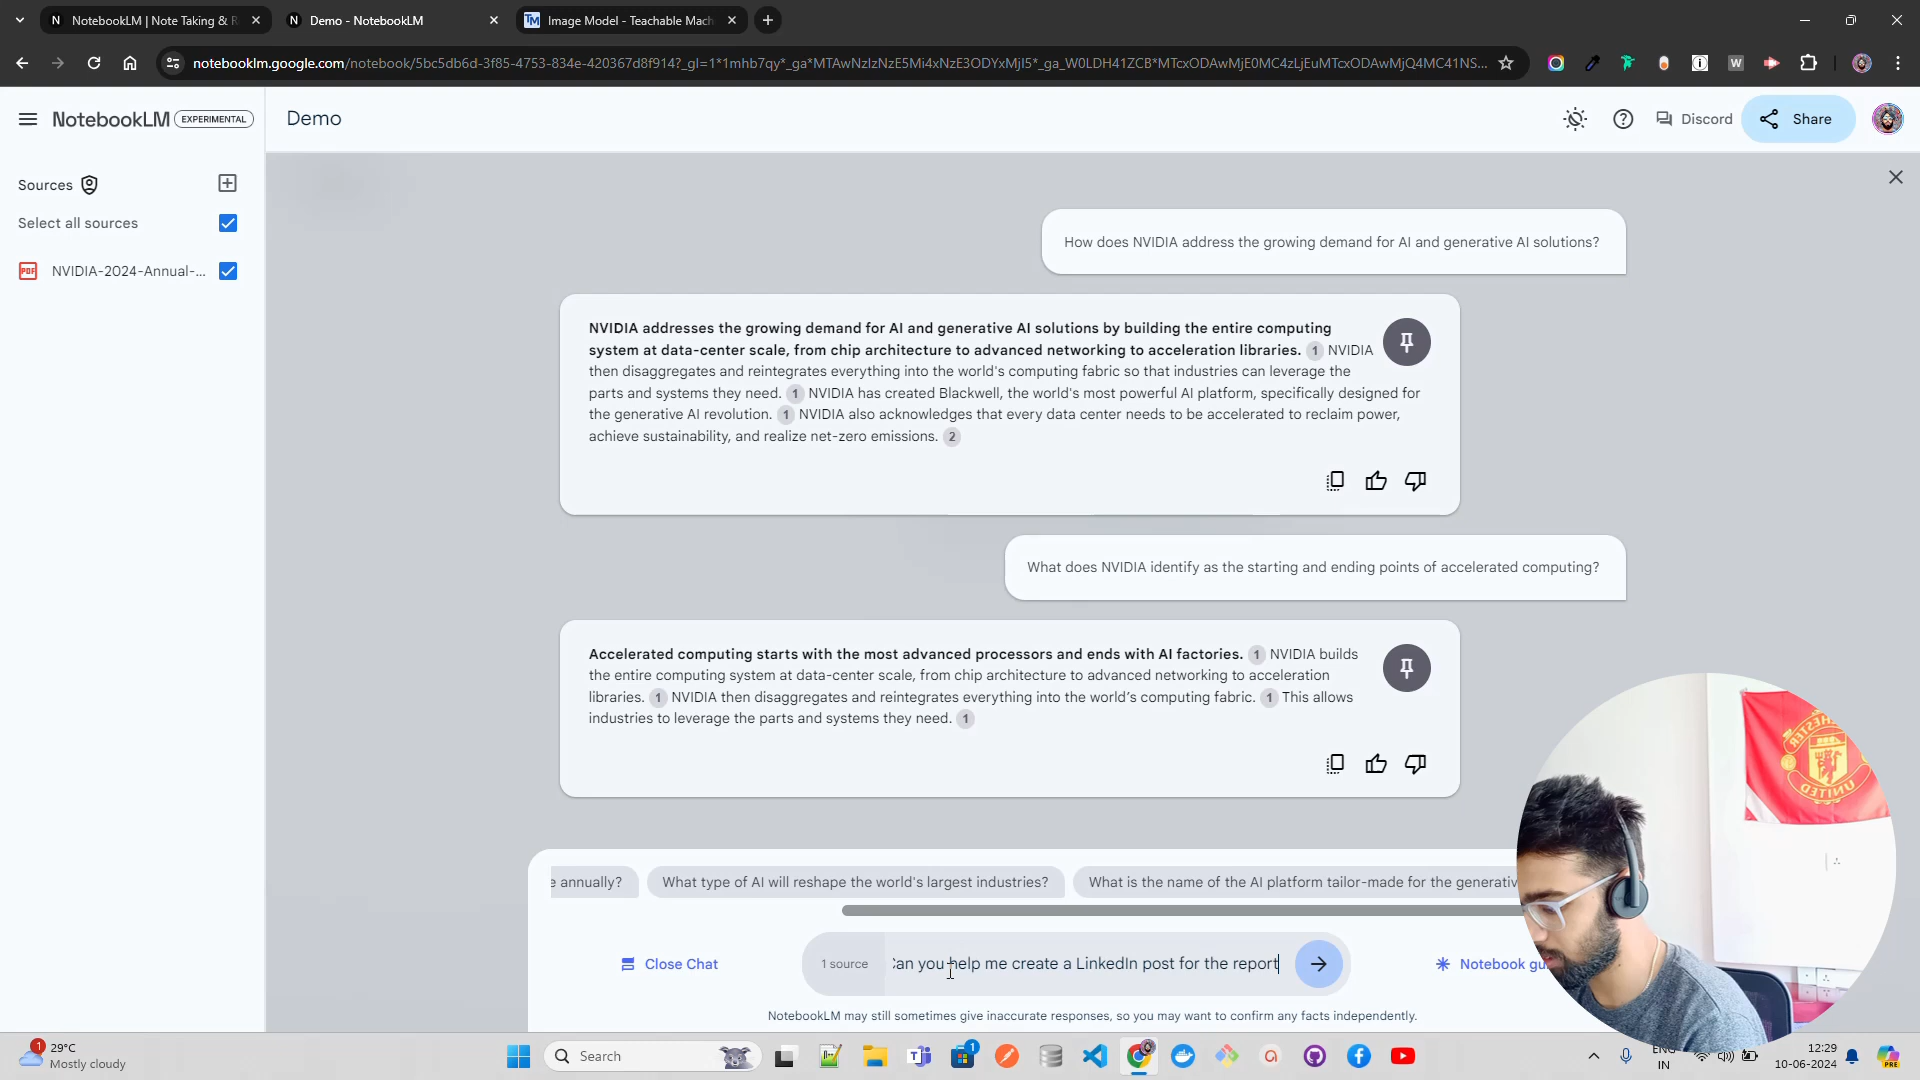 NotebookLM | Note Taking & R
Demo - NotebookLM
Image Model - Teachable Mach
notebooklm.google.com/notebook/5bc5db6d-3f85-4753-834e-420367d8f914?_gl=1*1mhb7qy*_ga*MTAwNzIzNzE5Mi4xNzE3ODYxMjI5*_ga_W0LDH41ZCB*MTcxODAwMjE0MC4zLjEuMTcxODAwMjQ4MC41NS...
NotebookLM EXPERIMENTAL
Demo
Discord
Share
Sources
Select all sources
PDF NVIDIA-2024-Annual-...
How does NVIDIA address the growing demand for AI and generative AI solutions?
NVIDIA addresses the growing demand for AI and generative AI solutions by building the entire computing
system at data-center scale, from chip architecture to advanced networking to acceleration libraries. 1 NVIDIA
then disaggregates and reintegrates everything into the world's computing fabric so that industries can leverage the
parts and systems they need. 1 NVIDIA has created Blackwell, the world's most powerful AI platform, specifically designed for
the generative AI revolution. 1 NVIDIA also acknowledges that every data center needs to be accelerated to reclaim power,
achieve sustainability, and realize net-zero emissions. 2
What does NVIDIA identify as the starting and ending points of accelerated computing?
Accelerated computing starts with the most advanced processors and ends with AI factories. 1 NVIDIA builds
the entire computing system at data-center scale, from chip architecture to advanced networking to acceleration
libraries. 1 NVIDIA then disaggregates and reintegrates everything into the world's computing fabric. 1 This allows
industries to leverage the parts and systems they need. 1
e annually?
What type of AI will reshape the world's largest industries?
What is the name of the AI platform tailor-made for the generativ
Close Chat
1 source
Can you help me create a LinkedIn post for the report
Notebook gu
NotebookLM may still sometimes give inaccurate responses, so you may want to confirm any facts independently.
1
29°C
Mostly cloudy
Search
1
ENG
IN
12:29
10-06-2024
PRE
UNITED